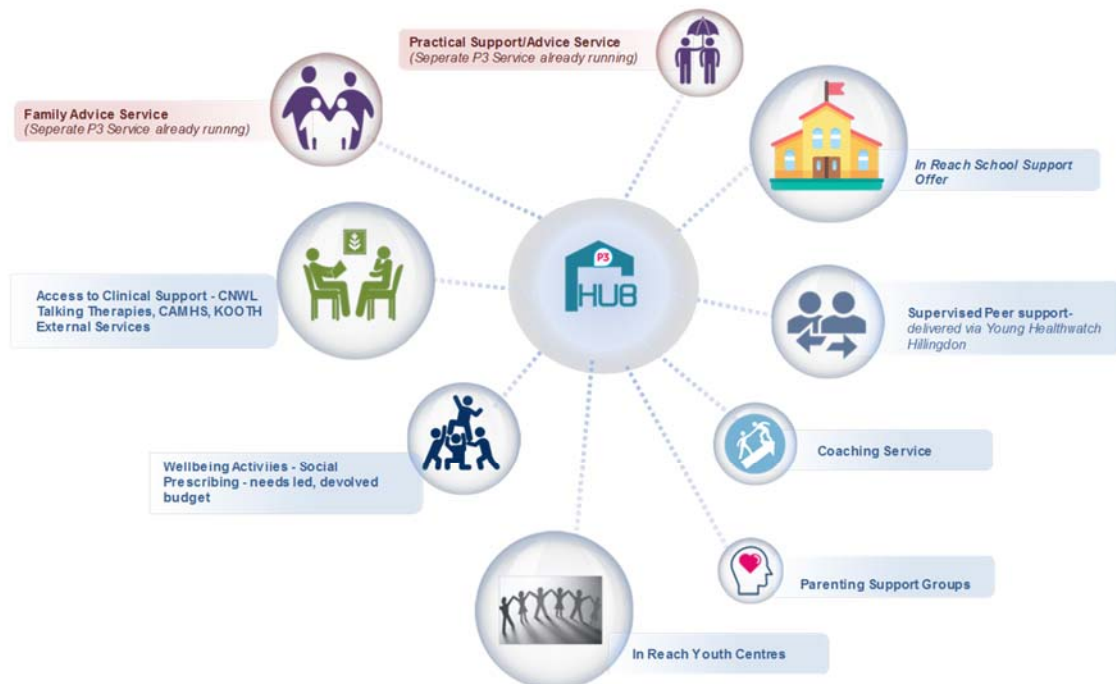 Practical Support/Advice Service
(Seperate P3 Service already running)
Family Advice Service
(Seperate P3 Service already runnng)
In Reach School Support
Offer
P3
HUB
Access to Clinical Support - CNWL
Talking Therapies, CAMHS, KOOTH
External Services
Supervised Peer support-
delivered via Young Healthwatch
Hillingdon
Coaching Service
Wellbeing Activiies - Social
Prescribing - needs led, devolved
budget
Parenting Support Groups
In Reach Youth Centres